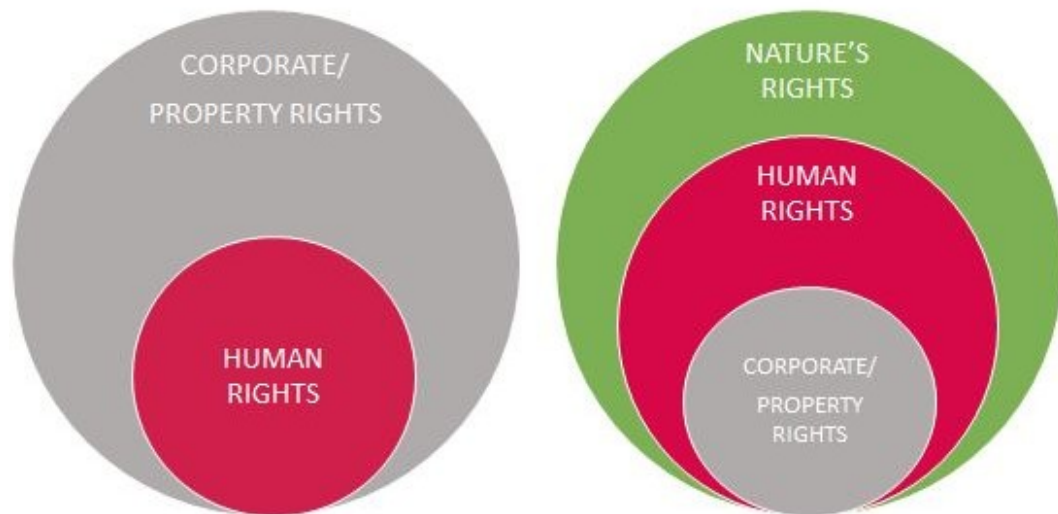 CORPORATE/
PROPERTY RIGHTS
HUMAN
RIGHTS
NATURE'S
RIGHTS
HUMAN
RIGHTS
CORPORATE/
PROPERTY
RIGHTS